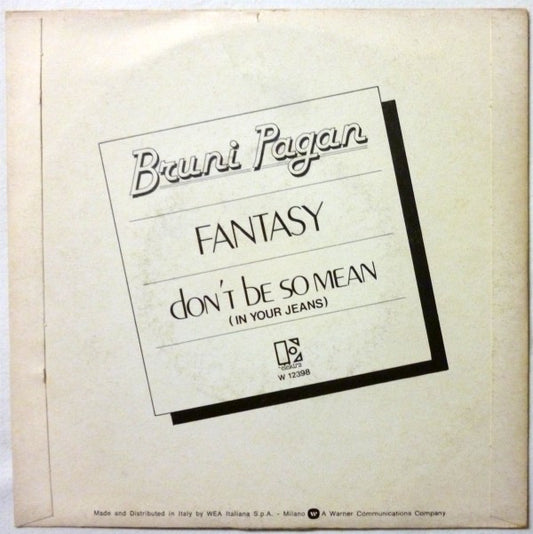 Bruni Pagan
FANTASY
don't be so mean
(IN YOUR JEANS)
elektra
W 12398
Made and Distributed in Italy by WEA Italiana S.p.A. - Milano W A Warner Communications Company